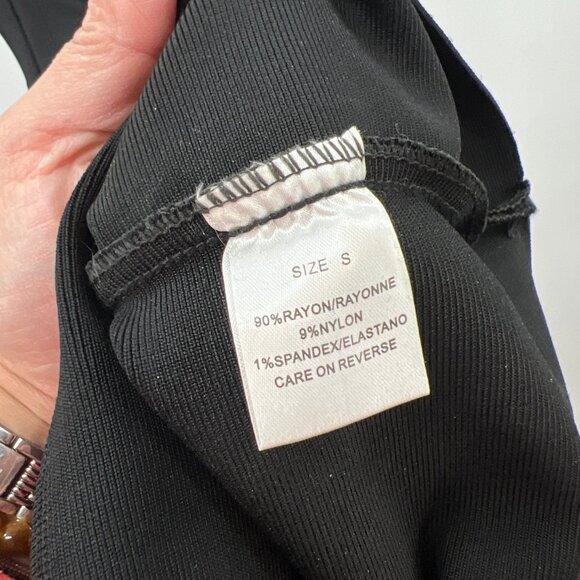 SIZE S
90%RAYON/RAYONNE
9%NYLON
1%SPANDEX/ELASTANO
CARE ON REVERSE